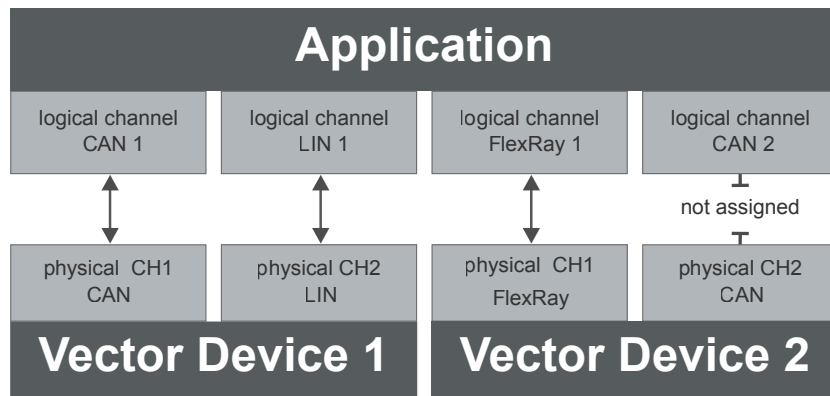 Application
logical channel
CAN 1
logical channel
LIN 1
logical channel
FlexRay 1
logical channel
CAN 2
not assigned
physical CH1
CAN
physical CH2
LIN
physical CH1
FlexRay
physical CH2
CAN
Vector Device 1
Vector Device 2